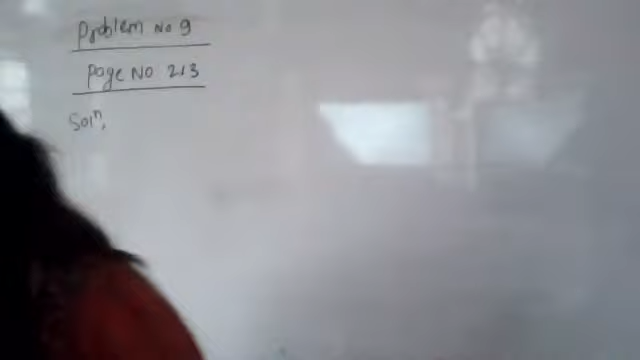 Problem No 9
Page No 213
Solⁿ,